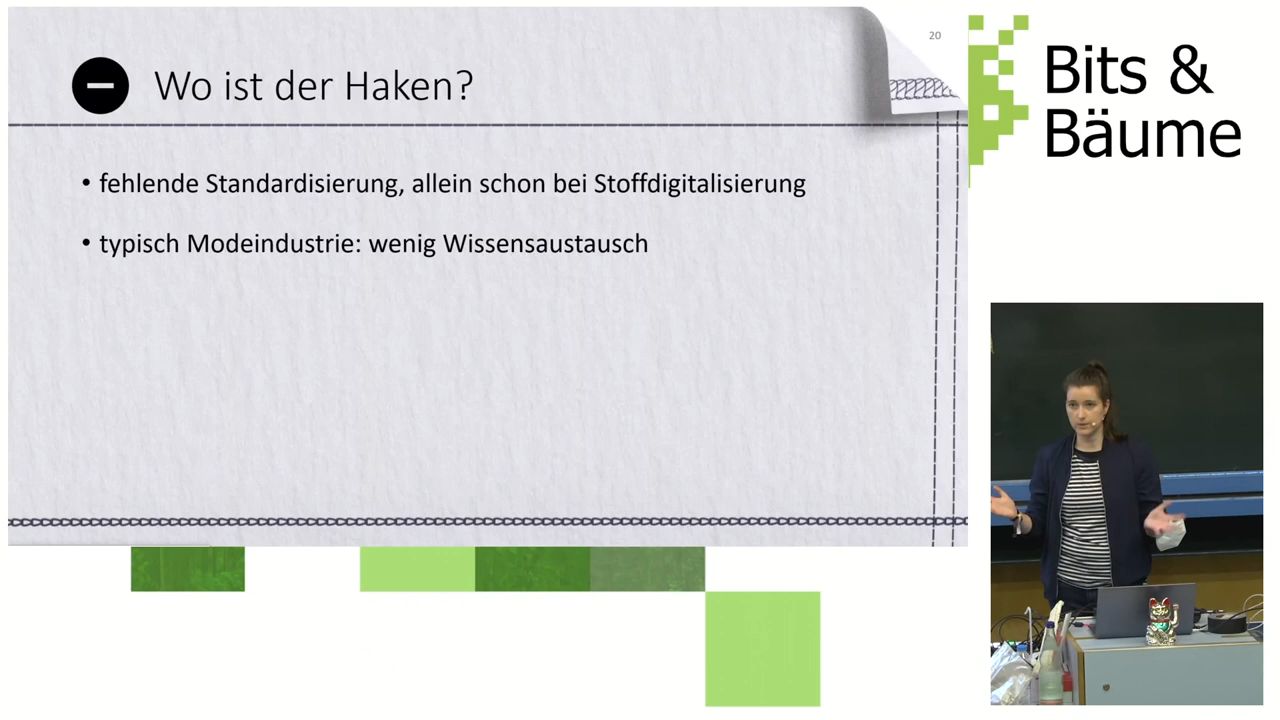 20
Wo ist der Haken?
• fehlende Standardisierung, allein schon bei Stoffdigitalisierung
• typisch Modeindustrie: wenig Wissensaustausch
Bits &
Bäume